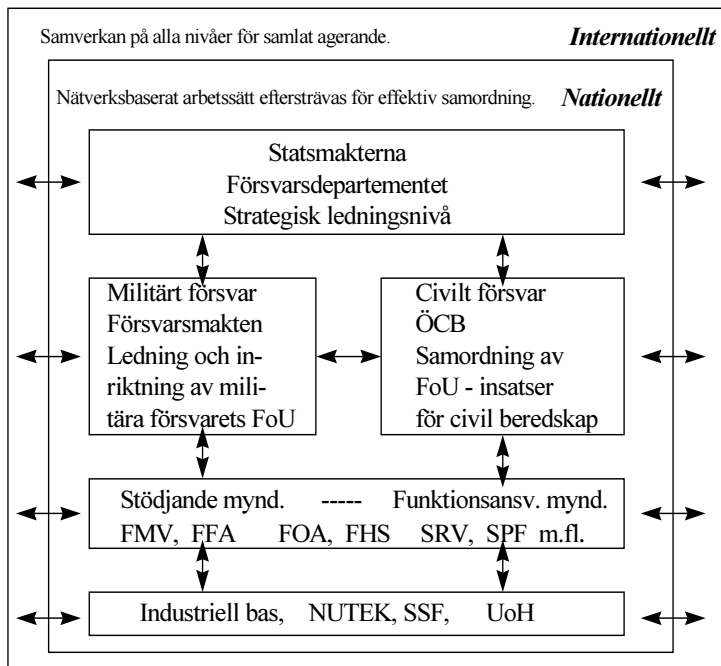 Samverkan på alla nivåer för samlat agerande.
Internationellt
Nätverksbaserat arbetssätt eftersträvas för effektiv samordning.
Nationellt
Statsmakterna
Försvarsdepartementet
Strategisk ledningsnivå
Militärt försvar
Försvarsmakten
Ledning och in-
riktning av mili-
tära försvarets FoU
Civilt försvar
ÖCB
Samordning av
FoU - insatser
för civil beredskap
Stödjande mynd. ----- Funktionsansv. mynd.
FMV, FFA FOA, FHS SRV, SPF m.fl.
Industriell bas, NUTEK, SSF, UoH